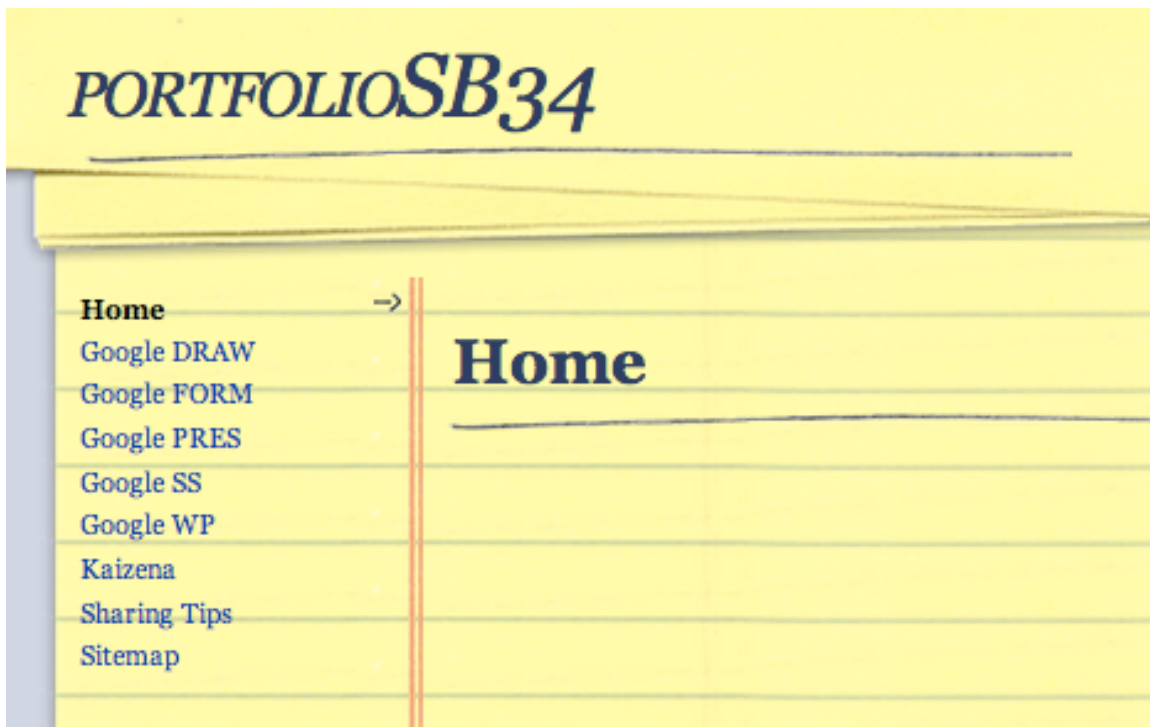 PORTFOLIOSB34
Home
Google DRAW
Google FORM
Google PRES
Google SS
Google WP
Kaizena
Sharing Tips
Sitemap
Home